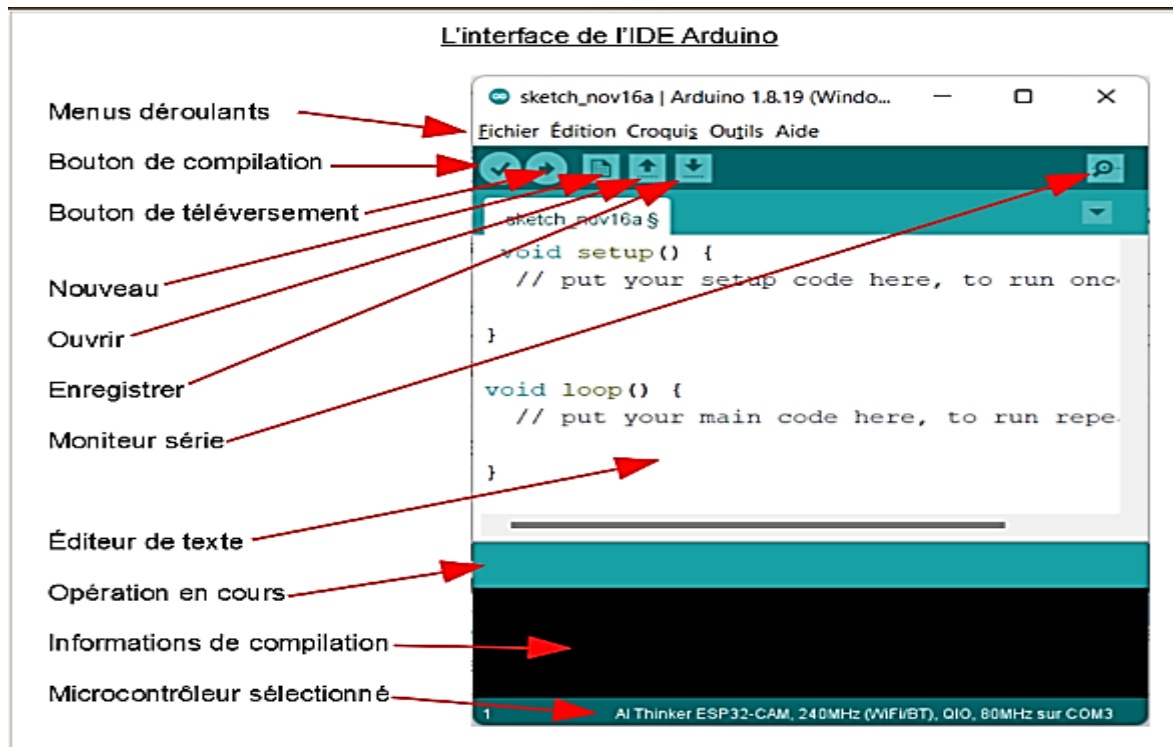 L'interface de l'IDE Arduino
Menus déroulants
Bouton de compilation
Bouton de téléversement
Nouveau
Ouvrir
Enregistrer
Moniteur série
Éditeur de texte
Opération en cours
Informations de compilation
Microcontrôleur sélectionné
sketch_nov16a | Arduino 1.8.19 (Windo...
Fichier Édition Croquis Outils Aide
sketch_nov16a §
void setup() {
// put your setup code here, to run onc
}
void loop() {
// put your main code here, to run repe
}
1 AI Thinker ESP32-CAM, 240MHz (WiFi/BT), QIO, 80MHz sur COM3